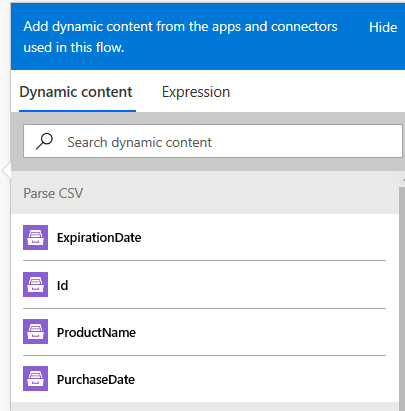 Add dynamic content from the apps and connectors Hide
used in this flow.
Dynamic content Expression
Search dynamic content
Parse CSV
ExpirationDate
Id
ProductName
PurchaseDate